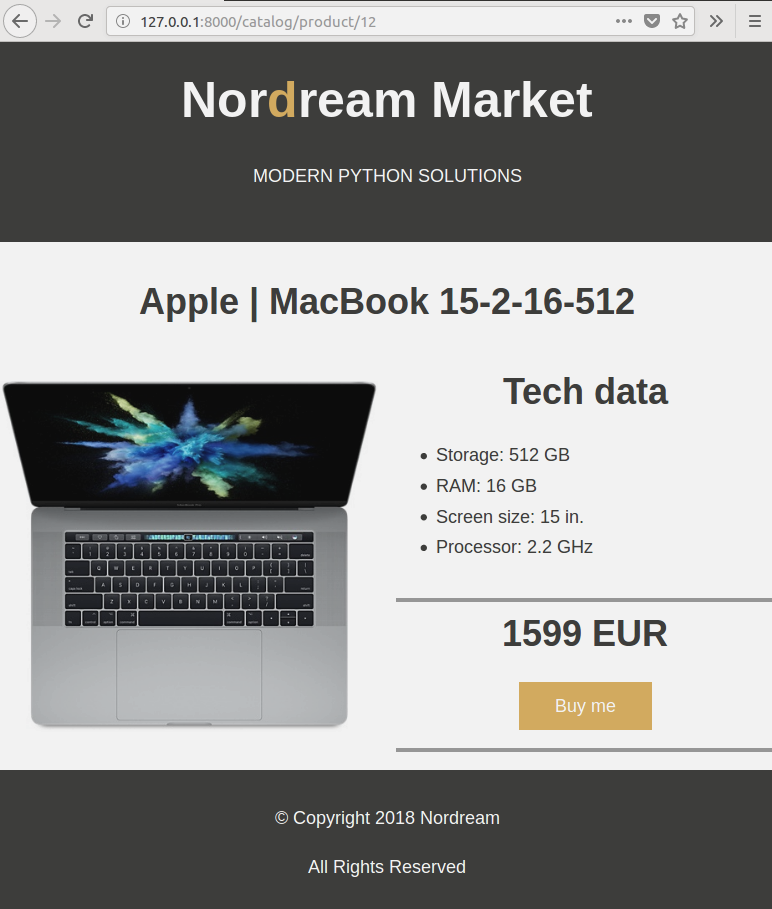 127.0.0.1:8000/catalog/product/12
Nordream Market
MODERN PYTHON SOLUTIONS
Apple | MacBook 15-2-16-512
Tech data
Storage: 512 GB
RAM: 16 GB
Screen size: 15 in.
Processor: 2.2 GHz
1599 EUR
Buy me
© Copyright 2018 Nordream
All Rights Reserved